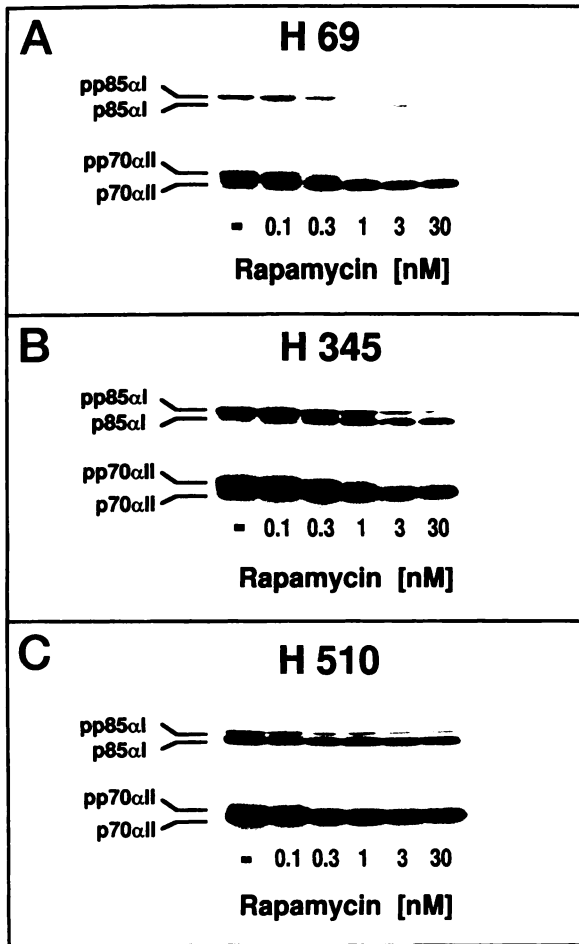 A
H 69
pp85αI
p85αI
pp70αII
p70αII
- 0.1 0.3 1 3 30
Rapamycin [nM]
B
H 345
pp85αI
p85αI
pp70αII
p70αII
- 0.1 0.3 1 3 30
Rapamycin [nM]
C
H 510
pp85αI
p85αI
pp70αII
p70αII
- 0.1 0.3 1 3 30
Rapamycin [nM]